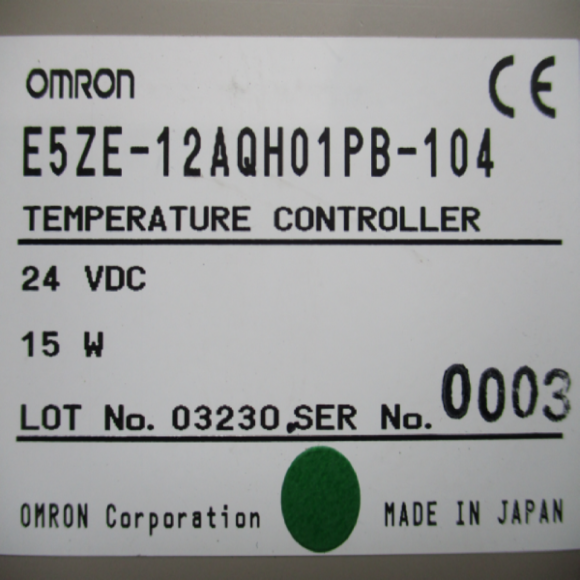 OMRON CE
E5ZE-12AQH01PB-104
TEMPERATURE CONTROLLER
24 VDC
15 W
LOT No. 03230,SER No. 0003
OMRON Corporation MADE IN JAPAN